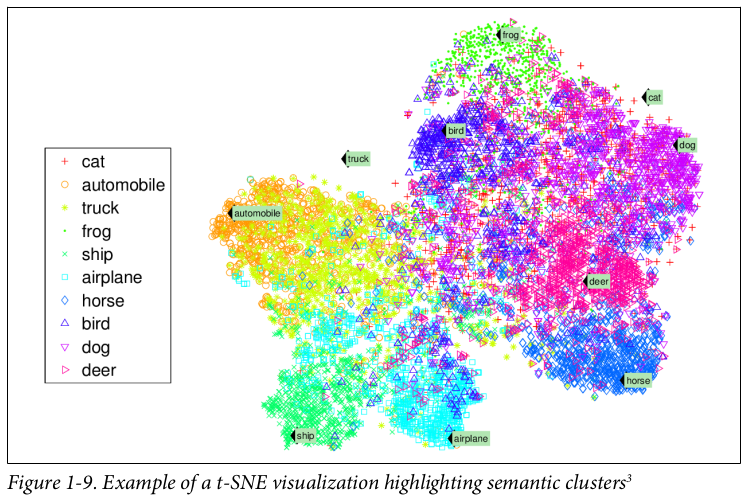 frog
cat
bird
dog
truck
automobile
deer
horse
ship
airplane
cat
automobile
truck
frog
ship
airplane
horse
bird
dog
deer
Figure 1-9. Example of a t-SNE visualization highlighting semantic clusters³